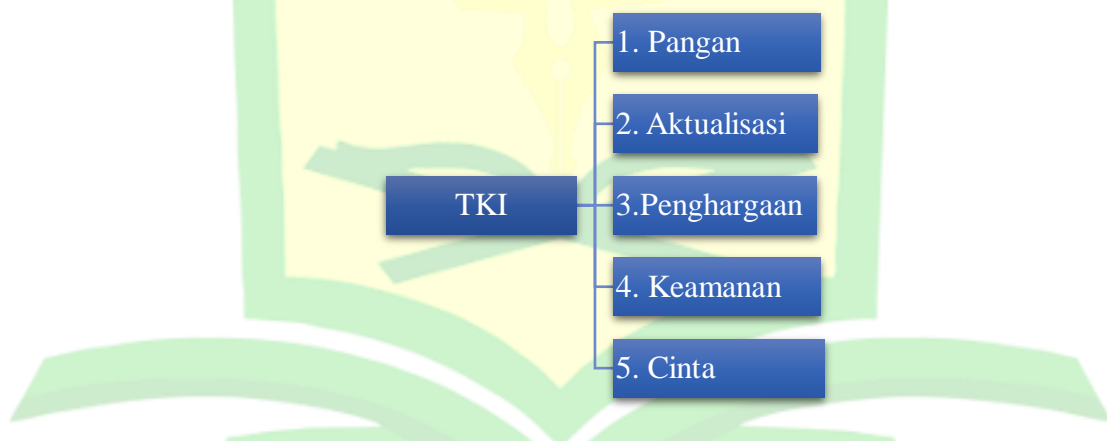 TKI
1. Pangan
2. Aktualisasi
3.Penghargaan
4. Keamanan
5. Cinta